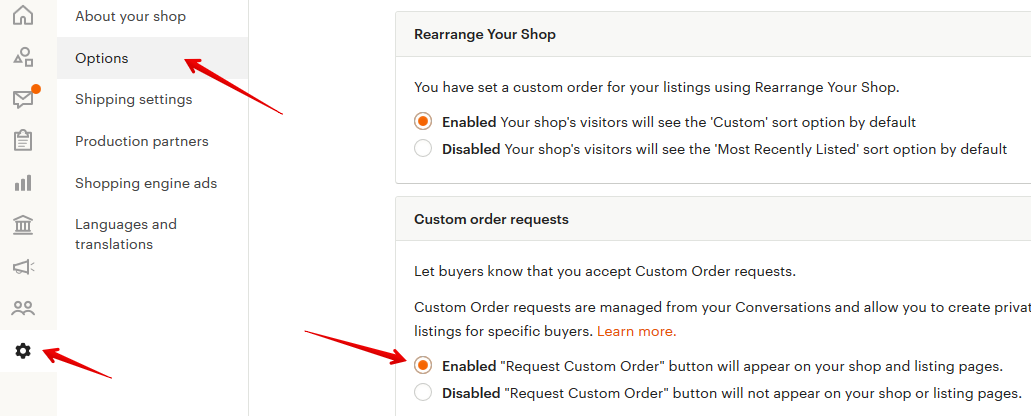 About your shop
Options
Shipping settings
Production partners
Shopping engine ads
Languages and
translations
Rearrange Your Shop
You have set a custom order for your listings using Rearrange Your Shop.
Enabled Your shop's visitors will see the 'Custom' sort option by default
Disabled Your shop's visitors will see the 'Most Recently Listed' sort option by default
Custom order requests
Let buyers know that you accept Custom Order requests.
Custom Order requests are managed from your Conversations and allow you to create privat
listings for specific buyers. Learn more.
Enabled "Request Custom Order" button will appear on your shop and listing pages.
Disabled "Request Custom Order" button will not appear on your shop or listing pages.